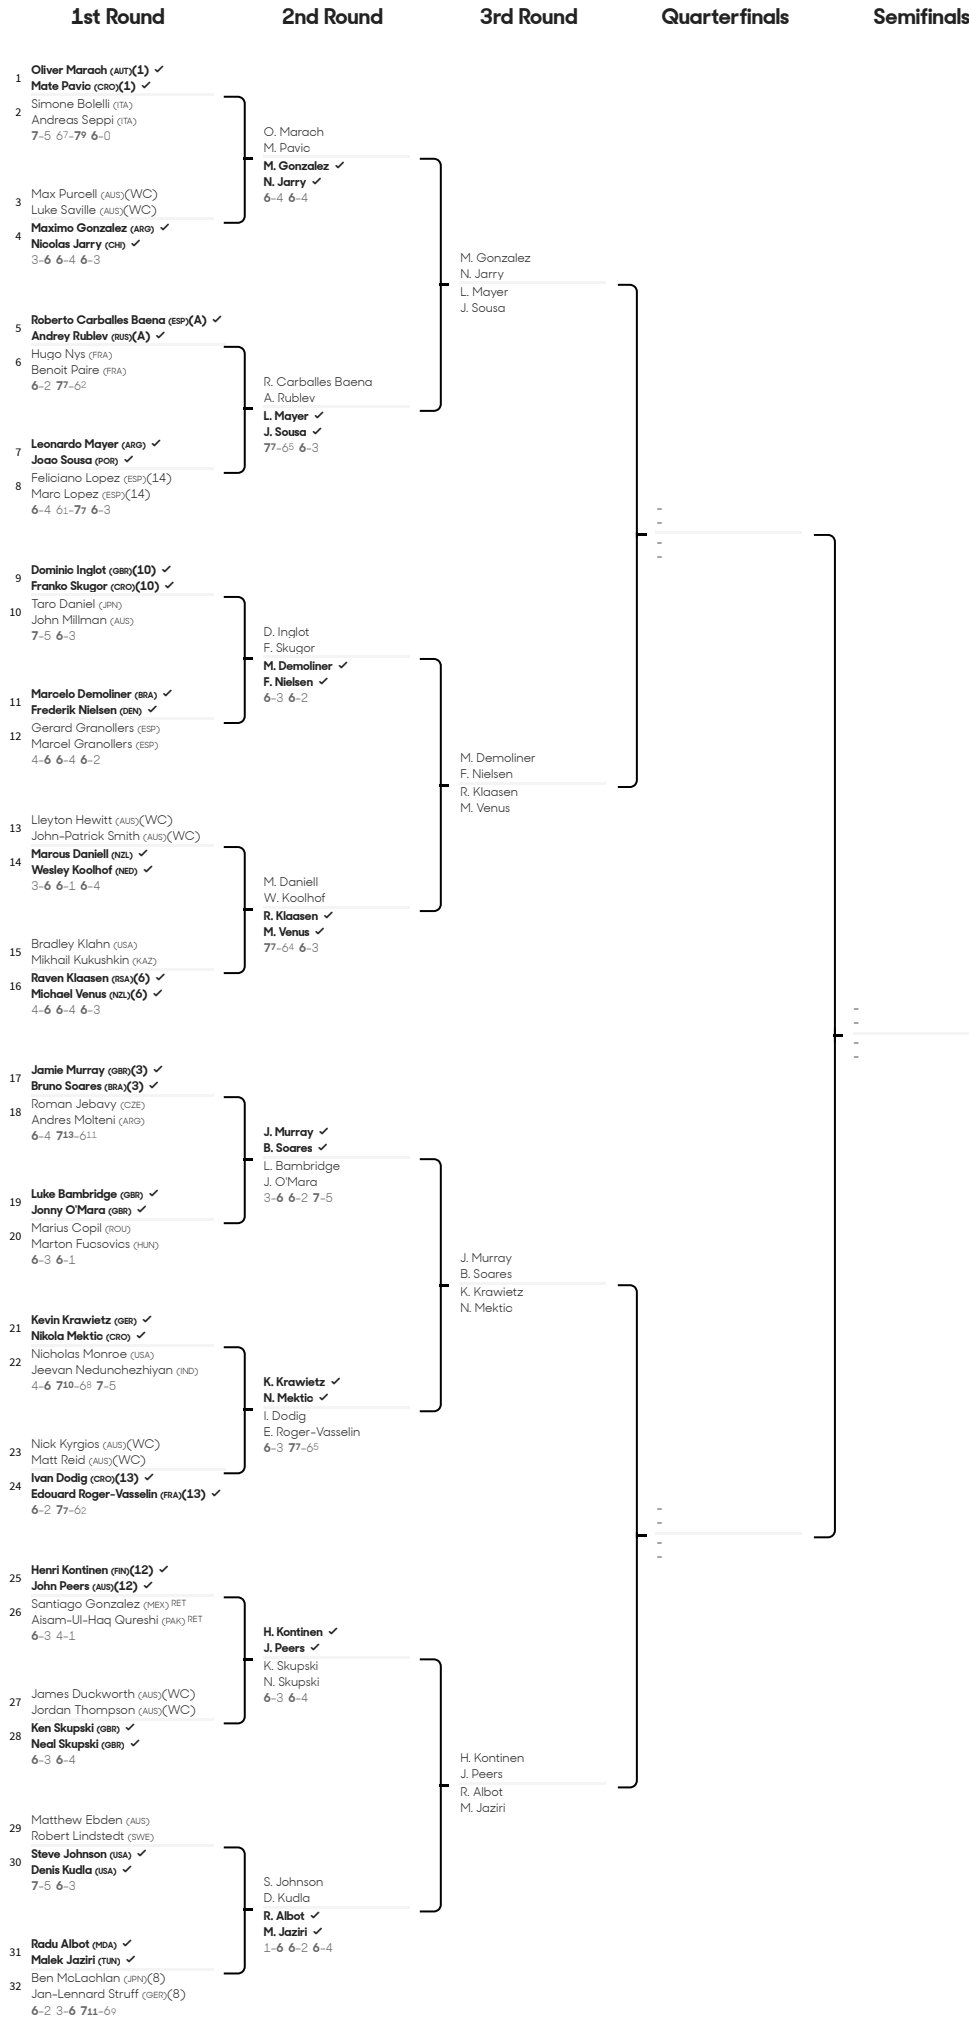 1st Round
2nd Round
3rd Round
Quarterfinals
Semifinals
1
Oliver Marach (AUT)(1) ✓
Mate Pavic (CRO)(1) ✓
2
Simone Bolelli (ITA)
Andreas Seppi (ITA)
7-5 67-79 6-0
3
Max Purcell (AUS)(WC)
Luke Saville (AUS)(WC)
4
Maximo Gonzalez (ARG) ✓
Nicolas Jarry (CHI) ✓
3-6 6-4 6-3
5
Roberto Carballes Baena (ESP)(A) ✓
Andrey Rublev (RUS)(A) ✓
6
Hugo Nys (FRA)
Benoit Paire (FRA)
6-2 77-62
7
Leonardo Mayer (ARG) ✓
Joao Sousa (POR) ✓
8
Feliciano Lopez (ESP)(14)
Marc Lopez (ESP)(14)
6-4 61-77 6-3
9
Dominic Inglot (GBR)(10) ✓
Franko Skugor (CRO)(10) ✓
10
Taro Daniel (JPN)
John Millman (AUS)
7-5 6-3
11
Marcelo Demoliner (BRA) ✓
Frederik Nielsen (DEN) ✓
12
Gerard Granollers (ESP)
Marcel Granollers (ESP)
4-6 6-4 6-2
13
Lleyton Hewitt (AUS)(WC)
John-Patrick Smith (AUS)(WC)
14
Marcus Daniell (NZL) ✓
Wesley Koolhof (NED) ✓
3-6 6-1 6-4
15
Bradley Klahn (USA)
Mikhail Kukushkin (KAZ)
16
Raven Klaasen (RSA)(6) ✓
Michael Venus (NZL)(6) ✓
4-6 6-4 6-3
17
Jamie Murray (GBR)(3) ✓
Bruno Soares (BRA)(3) ✓
18
Roman Jebavy (CZE)
Andres Molteni (ARG)
6-4 713-611
19
Luke Bambridge (GBR) ✓
Jonny O'Mara (GBR) ✓
20
Marius Copil (ROU)
Marton Fucsovics (HUN)
6-3 6-1
21
Kevin Krawietz (GER) ✓
Nikola Mektic (CRO) ✓
22
Nicholas Monroe (USA)
Jeevan Nedunchezhiyan (IND)
4-6 710-68 7-5
23
Nick Kyrgios (AUS)(WC)
Matt Reid (AUS)(WC)
24
Ivan Dodig (CRO)(13) ✓
Edouard Roger-Vasselin (FRA)(13) ✓
6-2 77-62
25
Henri Kontinen (FIN)(12) ✓
John Peers (AUS)(12) ✓
26
Santiago Gonzalez (MEX) RET
Aisam-Ul-Haq Qureshi (PAK) RET
6-3 4-1
27
James Duckworth (AUS)(WC)
Jordan Thompson (AUS)(WC)
28
Ken Skupski (GBR) ✓
Neal Skupski (GBR) ✓
6-3 6-4
29
Matthew Ebden (AUS)
Robert Lindstedt (SWE)
30
Steve Johnson (USA) ✓
Denis Kudla (USA) ✓
7-5 6-3
31
Radu Albot (MDA) ✓
Malek Jaziri (TUN) ✓
32
Ben McLachlan (JPN)(8)
Jan-Lennard Struff (GER)(8)
6-2 3-6 711-69
O. Marach
M. Pavic
M. Gonzalez ✓
N. Jarry ✓
6-4 6-4
R. Carballes Baena
A. Rublev
L. Mayer ✓
J. Sousa ✓
77-65 6-3
D. Inglot
F. Skugor
M. Demoliner ✓
F. Nielsen ✓
6-3 6-2
M. Daniell
W. Koolhof
R. Klaasen ✓
M. Venus ✓
77-64 6-3
J. Murray ✓
B. Soares ✓
L. Bambridge
J. O'Mara
3-6 6-2 7-5
K. Krawietz ✓
N. Mektic ✓
I. Dodig
E. Roger-Vasselin
6-3 77-65
H. Kontinen ✓
J. Peers ✓
K. Skupski
N. Skupski
6-3 6-4
S. Johnson
D. Kudla
R. Albot ✓
M. Jaziri ✓
1-6 6-2 6-4
M. Gonzalez
N. Jarry
L. Mayer
J. Sousa
M. Demoliner
F. Nielsen
R. Klaasen
M. Venus
J. Murray
B. Soares
K. Krawietz
N. Mektic
H. Kontinen
J. Peers
R. Albot
M. Jaziri
-
-
-
-
-
-
-
-
-
-
-
-